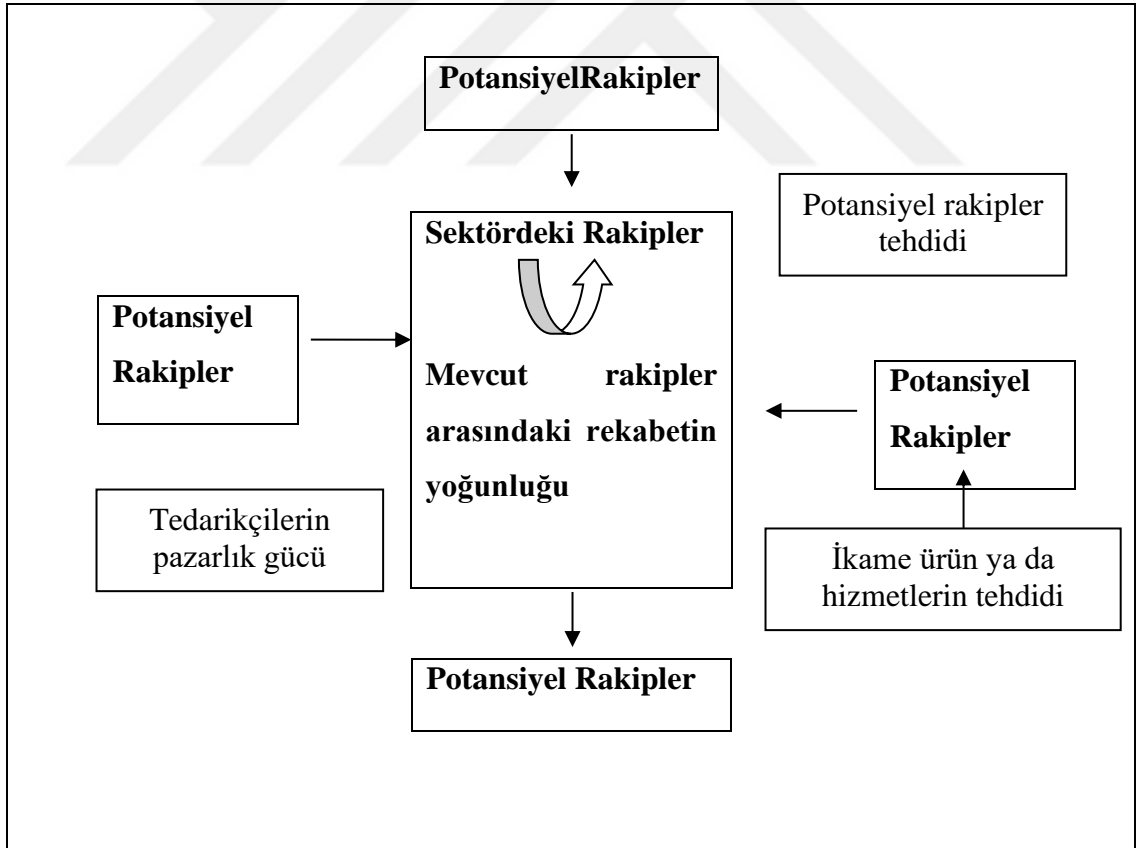 PotansiyelRakipler
Potansiyel rakipler
tehdidi
Sektördeki Rakipler
Potansiyel
Rakipler
Mevcut rakipler
arasındaki rekabetin
yoğunluğu
Potansiyel
Rakipler
Tedarikçilerin
pazarlık gücü
İkame ürün ya da
hizmetlerin tehdidi
Potansiyel Rakipler